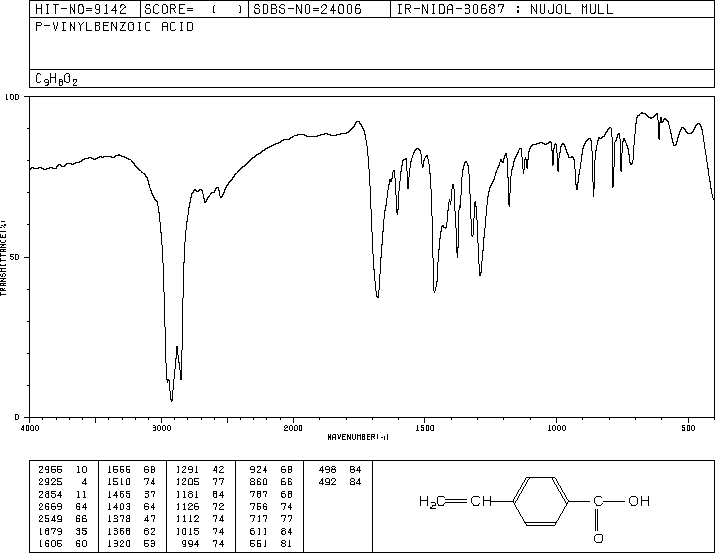 HIT-NO=9142 SCORE= ( ) SDBS-NO=24006 IR-NIDA-30687 : NUJOL MULL
P-VINYLBENZOIC ACID
C9H8O2
100
50
0
TRANSMITTANCE(%)
4000 3000 2000 1500 1000 500
WAVENUMBER(-1)
2955 10 1566 68 1291 42 924 68 498 84
2925 4 1510 74 1205 77 860 66 492 84
2854 11 1465 37 1181 64 787 68
2669 64 1403 64 1126 72 756 74
2549 66 1378 47 1112 74 717 77
1679 35 1368 62 1015 74 611 84
1605 60 1320 53 994 74 551 81
H2C CH C OH
O